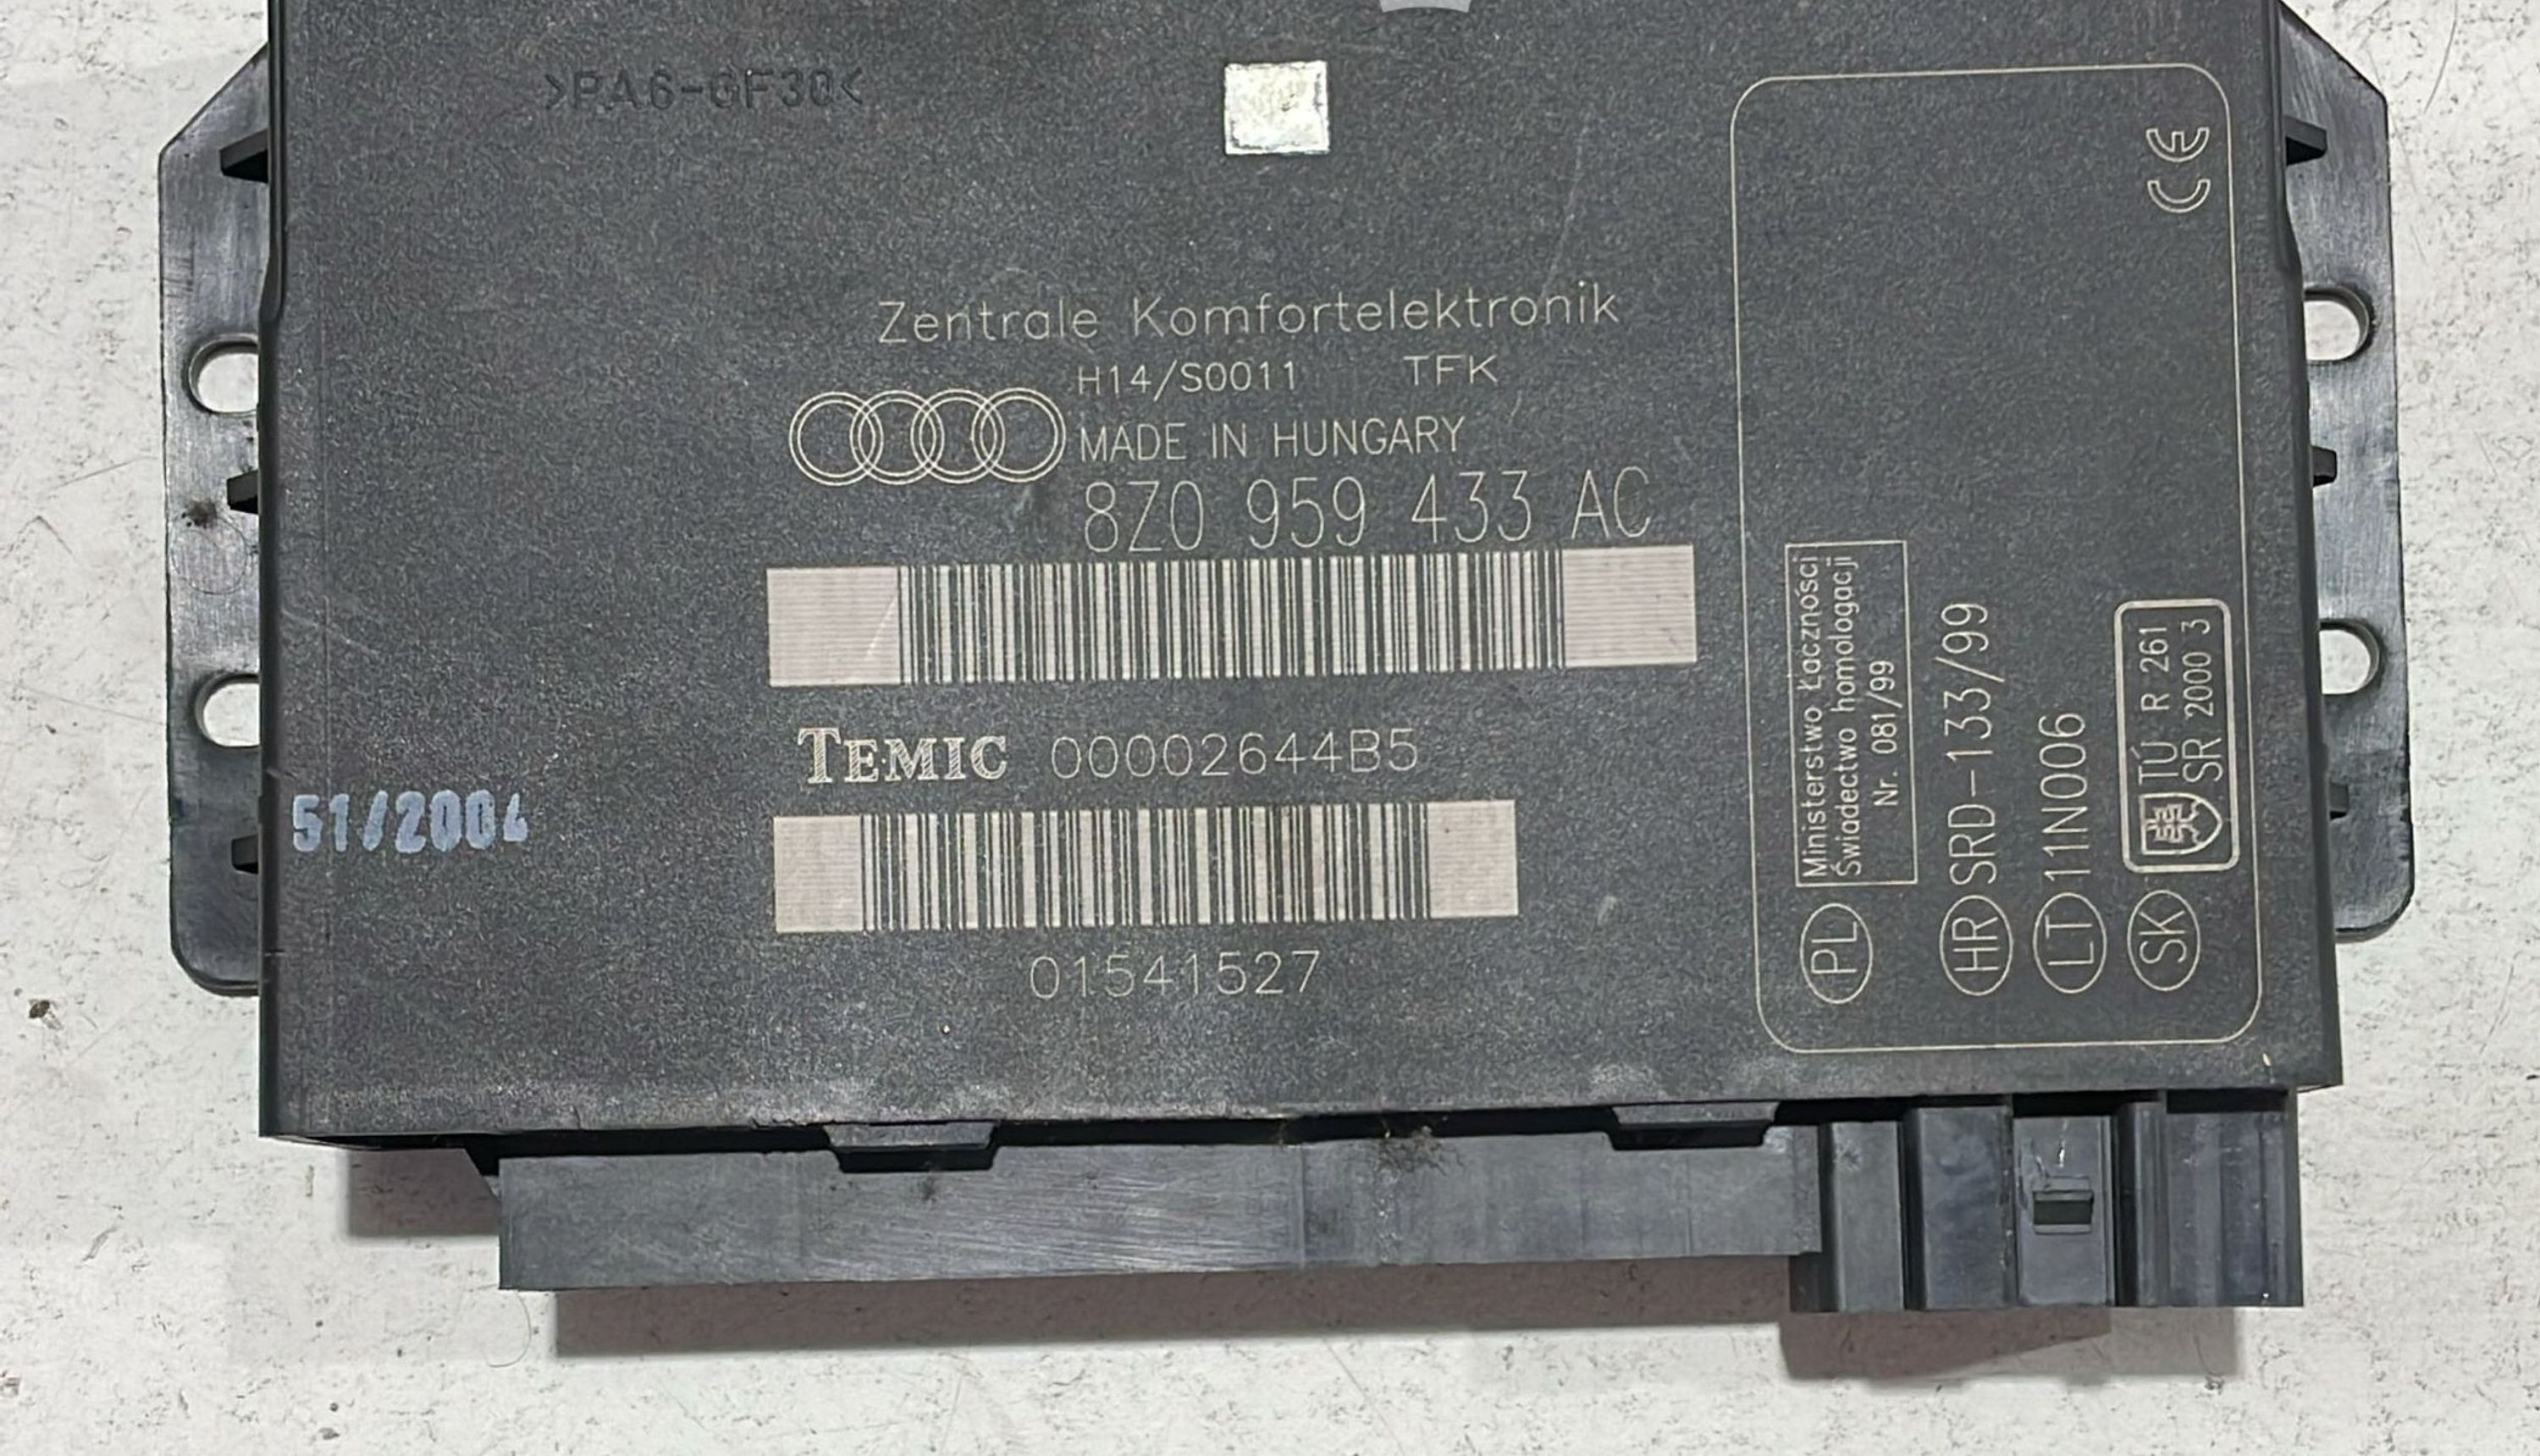 >PA6-GF30<
Zentrale Komfortelektronik
H14/S0011 TFK
MADE IN HUNGARY
8Z0 959 433 AC
TEMIC 00002644B5
01541527
51/2004
CE
PL
Ministerstwo Łączności
Świadectwo homologacji
Nr. 081/99
HR SRD-133/99
LT 11N006
SK
TÚ R 261
SR 2000 3